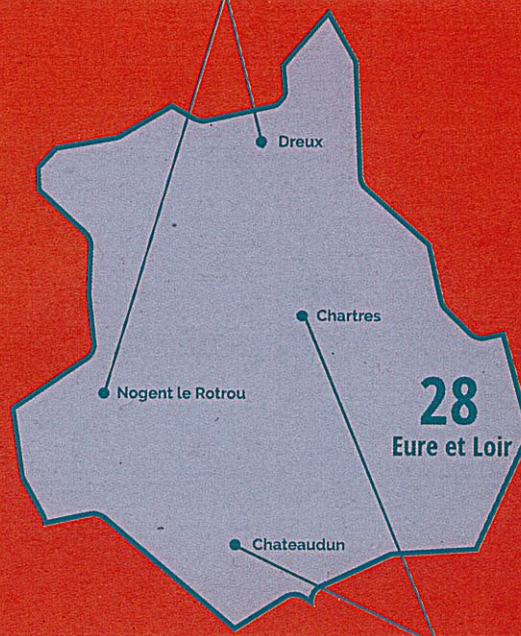 Dreux
Chartres
Nogent le Rotrou
28
Eure et Loir
Chateaudun